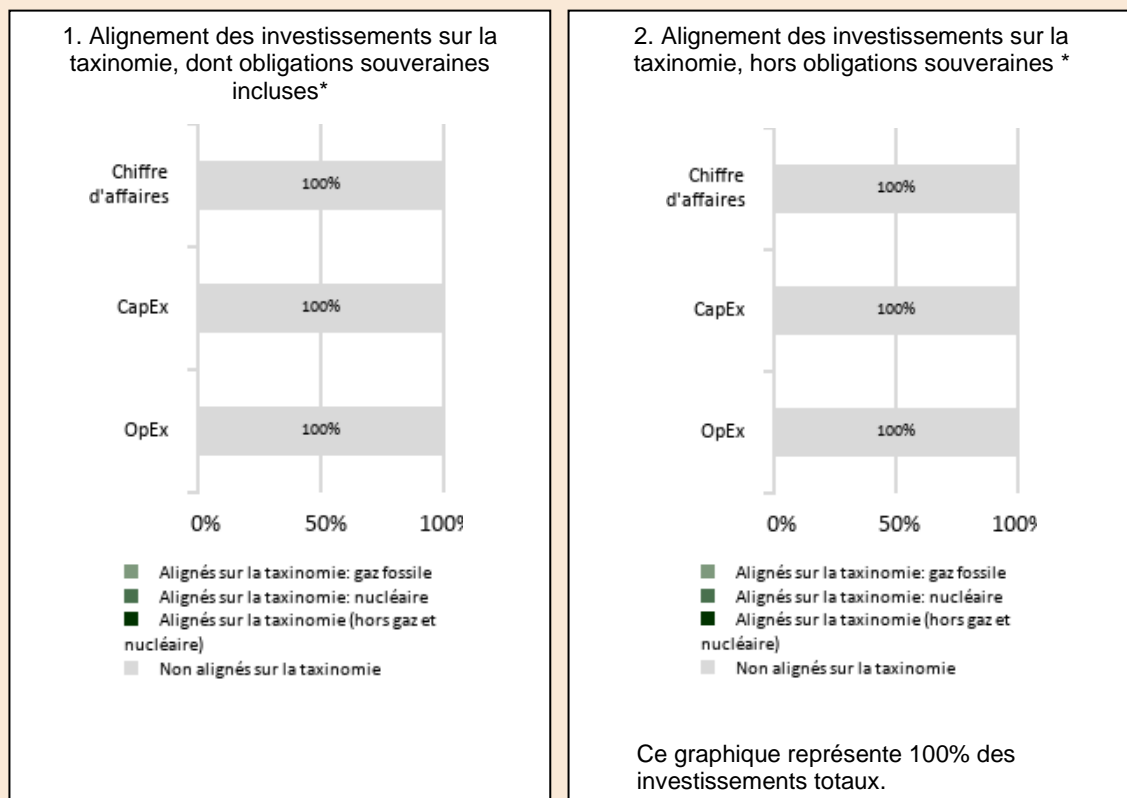 1. Alignement des investissements sur la
taxinomie, dont obligations souveraines
incluses*
Chiffre
d'affaires
100%
CapEx
100%
OpEx
100%
0% 50% 100%
Alignés sur la taxinomie: gaz fossile
Alignés sur la taxinomie: nucléaire
Alignés sur la taxinomie (hors gaz et
nucléaire)
Non alignés sur la taxinomie
2. Alignement des investissements sur la
taxinomie, hors obligations souveraines *
Chiffre
d'affaires
100%
CapEx
100%
OpEx
100%
0% 50% 100%
Alignés sur la taxinomie: gaz fossile
Alignés sur la taxinomie: nucléaire
Alignés sur la taxinomie (hors gaz et
nucléaire)
Non alignés sur la taxinomie
Ce graphique représente 100% des
investissements totaux.